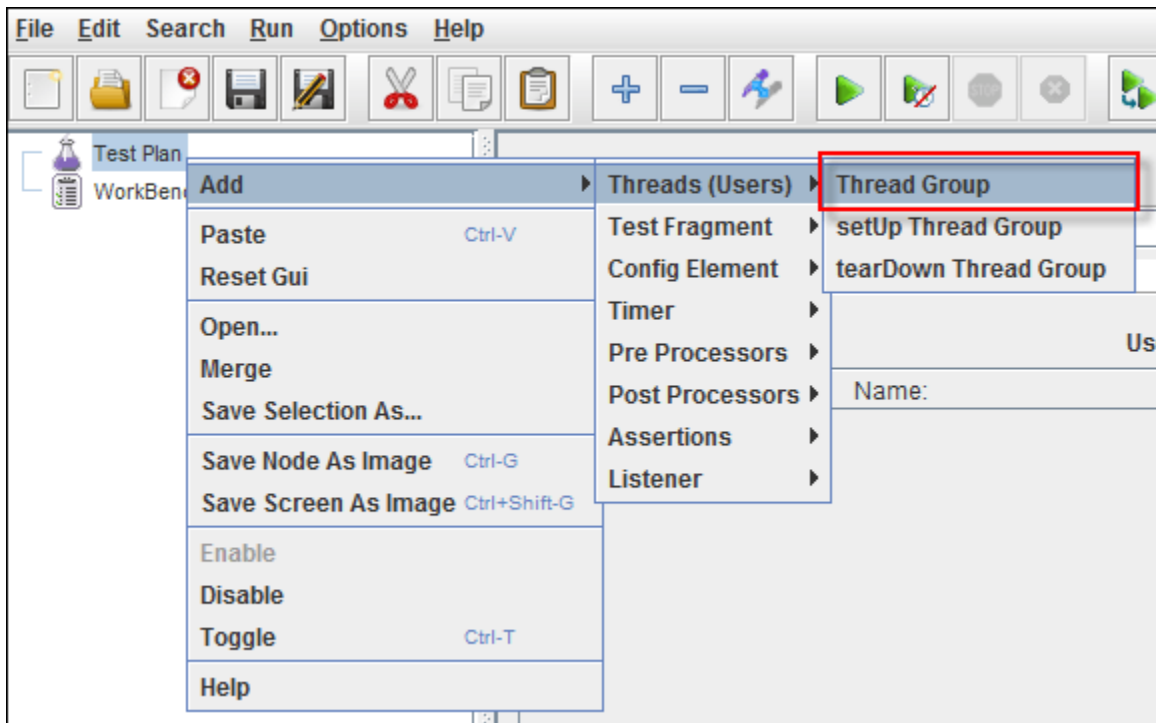 File Edit Search Run Options Help
STOP
Test Plan
WorkBen
Add
Paste Ctrl-V
Reset Gui
Open...
Merge
Save Selection As...
Save Node As Image Ctrl-G
Save Screen As Image Ctrl+Shift-G
Enable
Disable
Toggle Ctrl-T
Help
Threads (Users)
Test Fragment
Config Element
Timer
Pre Processors
Post Processors
Assertions
Listener
Thread Group
setUp Thread Group
tearDown Thread Group
Us
Name: